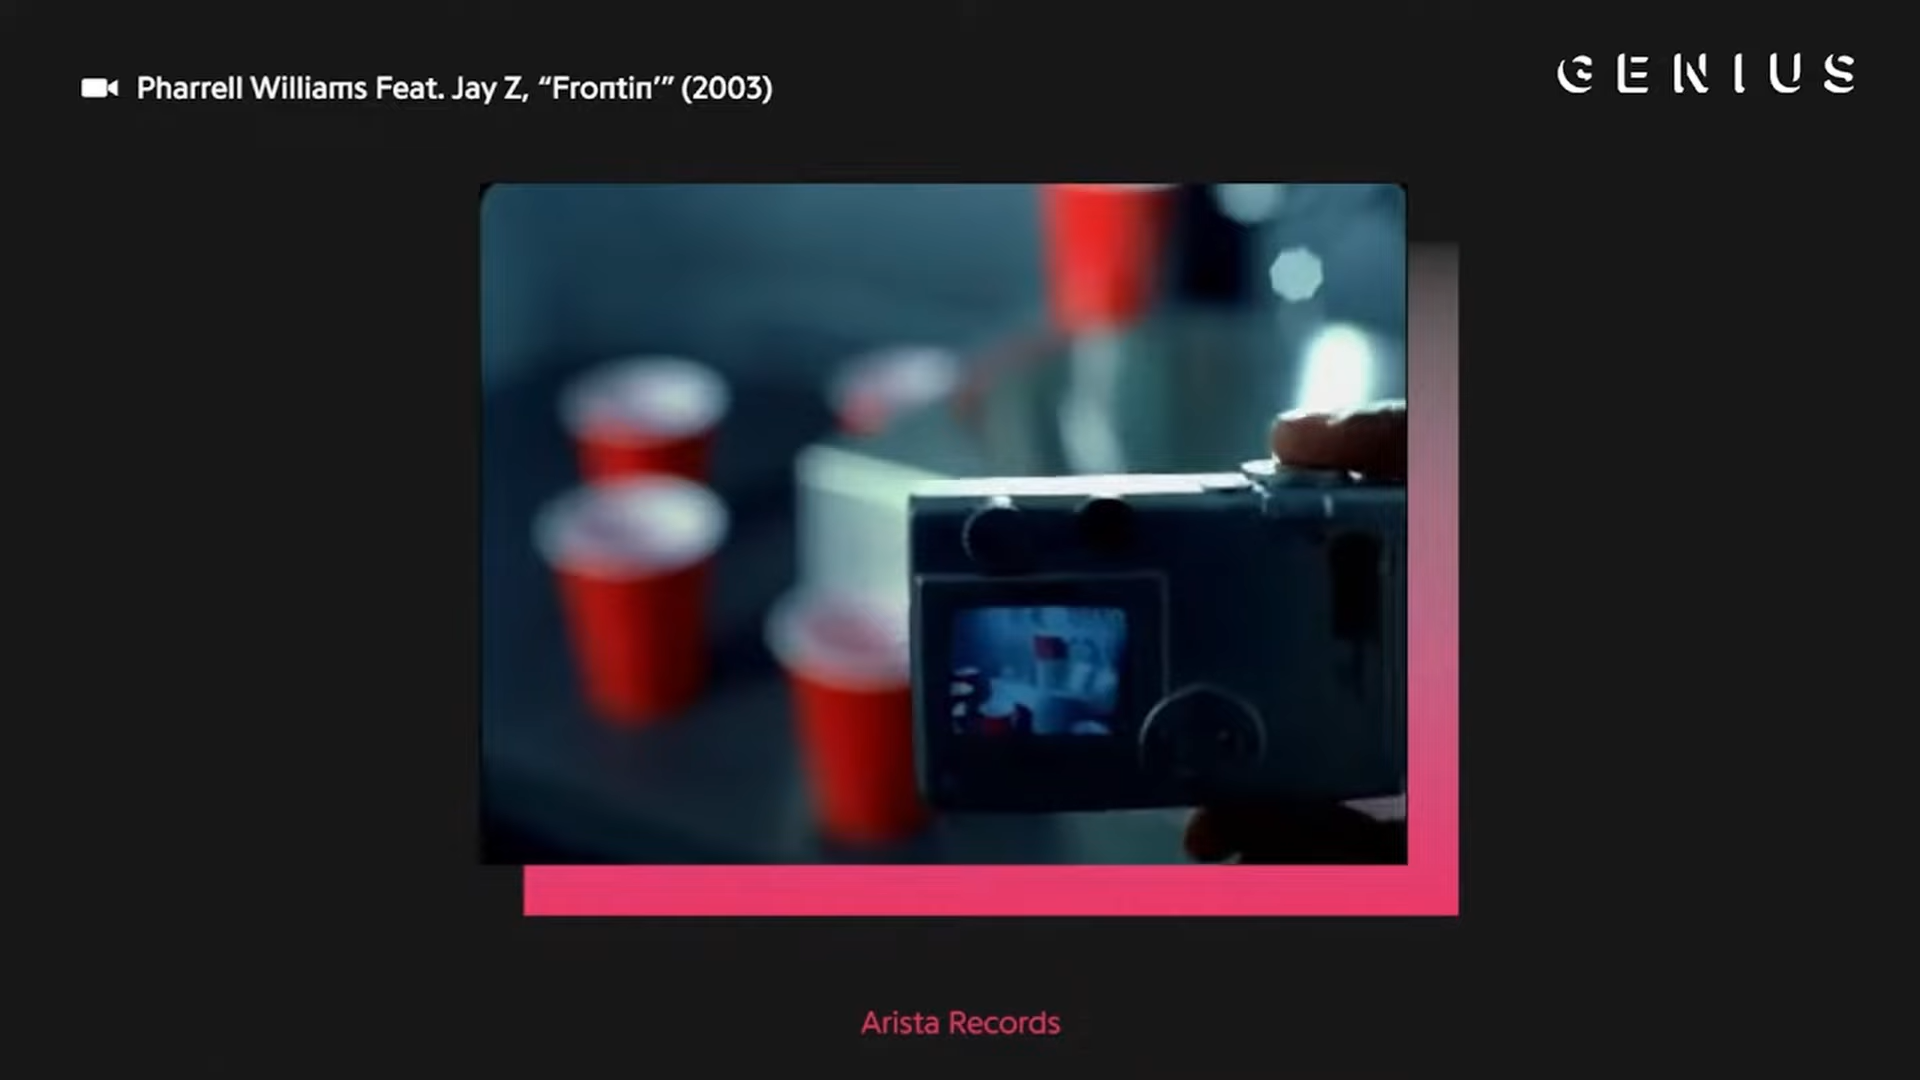 Pharrell Williams Feat. Jay Z, “Frontin’” (2003)
GENIUS
Arista Records